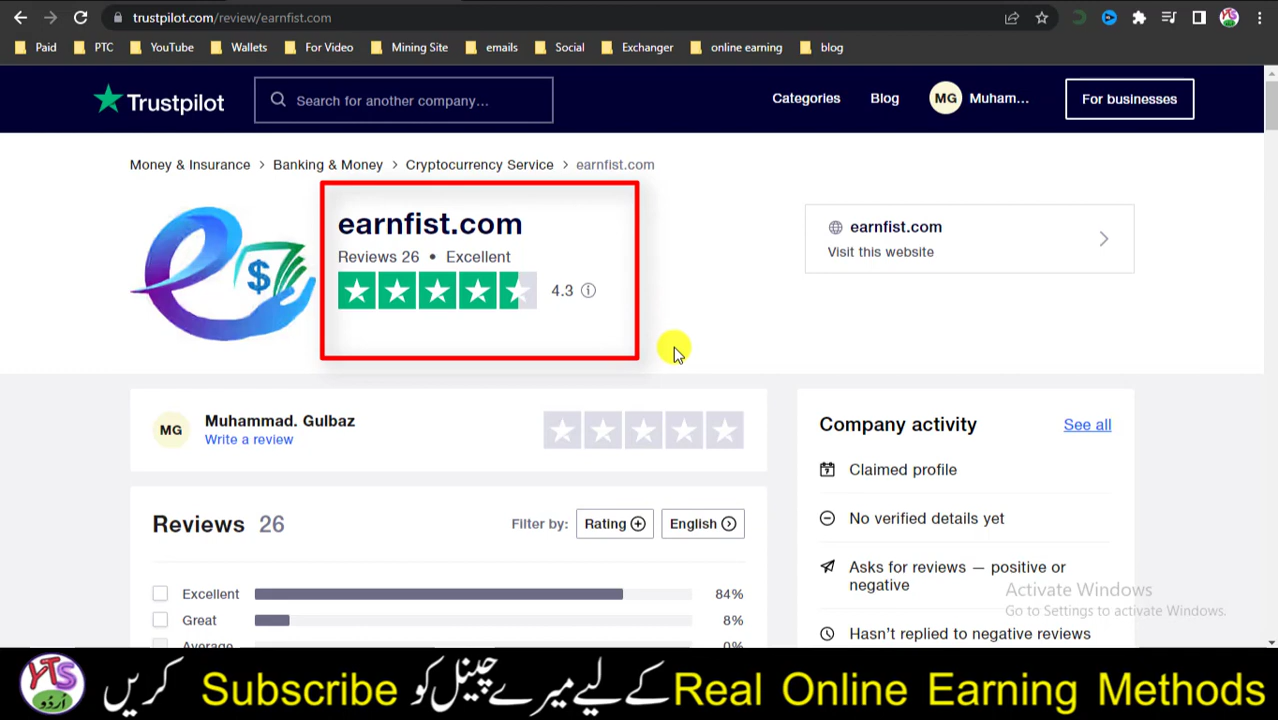 trustpilot.com/review/earnfist.com
Paid PTC YouTube Wallets For Video Mining Site emails Social Exchanger online earning blog
Trustpilot Search for another company... Categories Blog MG Muham... For businesses
Money & Insurance > Banking & Money > Cryptocurrency Service > earnfist.com
earnfist.com
Reviews 26 • Excellent
4.3
earnfist.com
Visit this website
$
MG Muhammad. Gulbaz
Write a review
Company activity See all
Claimed profile
No verified details yet
Asks for reviews — positive or
negative
Hasn't replied to negative reviews
Reviews 26 Filter by: Rating English
Excellent 84%
Great 8%
Average 0%
Activate Windows
Go to Settings to activate Windows.
YTS
اردو
Real Online Earning Methods کے لیے میرے چینل کو Subscribe کریں